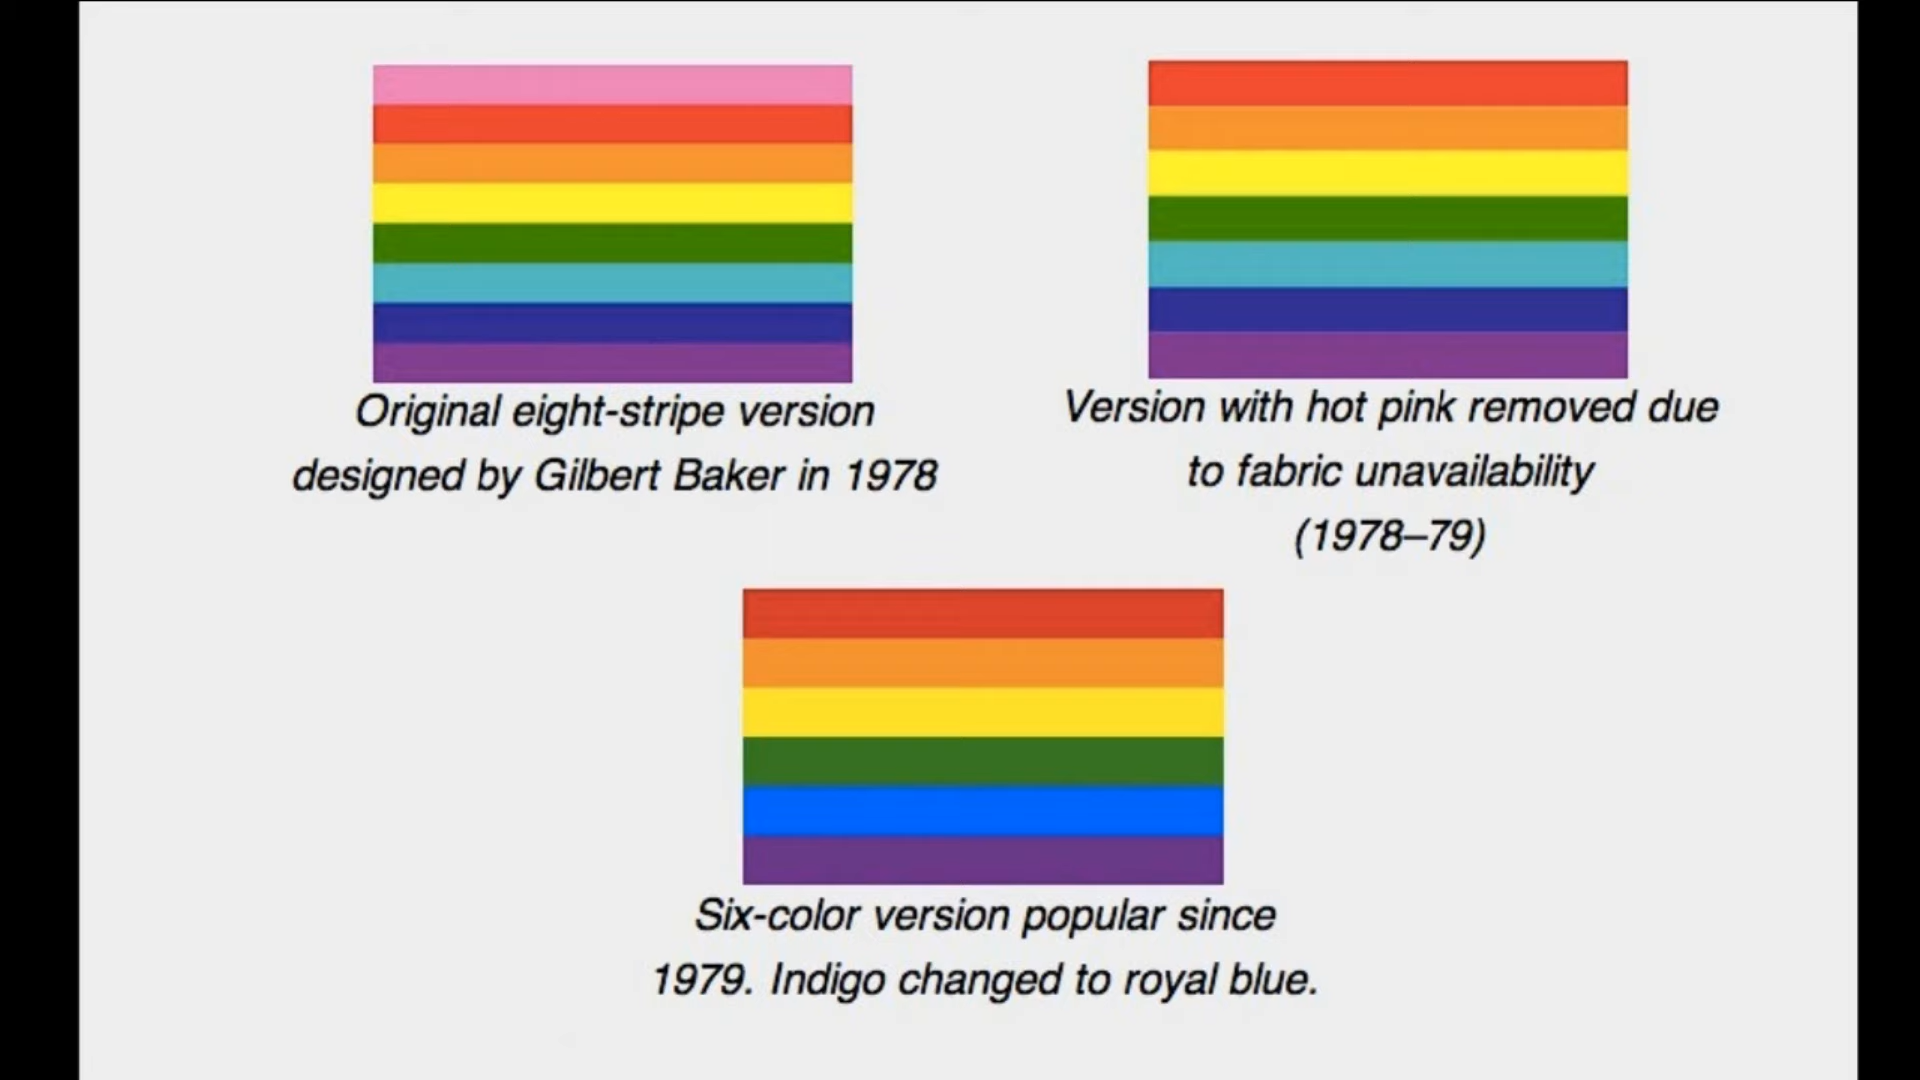 Original eight-stripe version
designed by Gilbert Baker in 1978
Version with hot pink removed due
to fabric unavailability
(1978–79)
Six-color version popular since
1979. Indigo changed to royal blue.